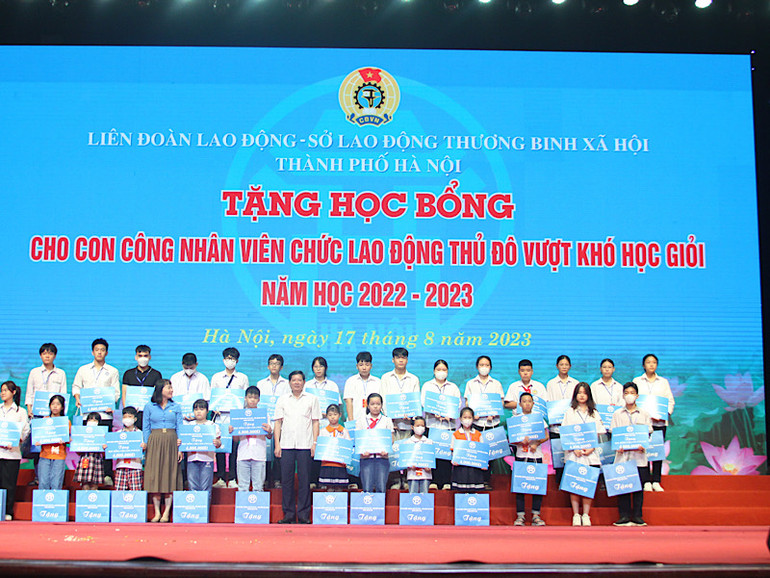 CĐVN
LIÊN ĐOÀN LAO ĐỘNG - SỞ LAO ĐỘNG THƯƠNG BINH XÃ HỘI
THÀNH PHỐ HÀ NỘI
TẶNG HỌC BỔNG
CHO CON CÔNG NHÂN VIÊN CHỨC LAO ĐỘNG THỦ ĐÔ VƯỢT KHÓ HỌC GIỎI
NĂM HỌC 2022 - 2023
Hà Nội, ngày 17 tháng 8 năm 2023
Tặng
Tặng
Tặng
Tặng
Tặng
Tặng
Tặng
Tặng
Tặng
Tặng